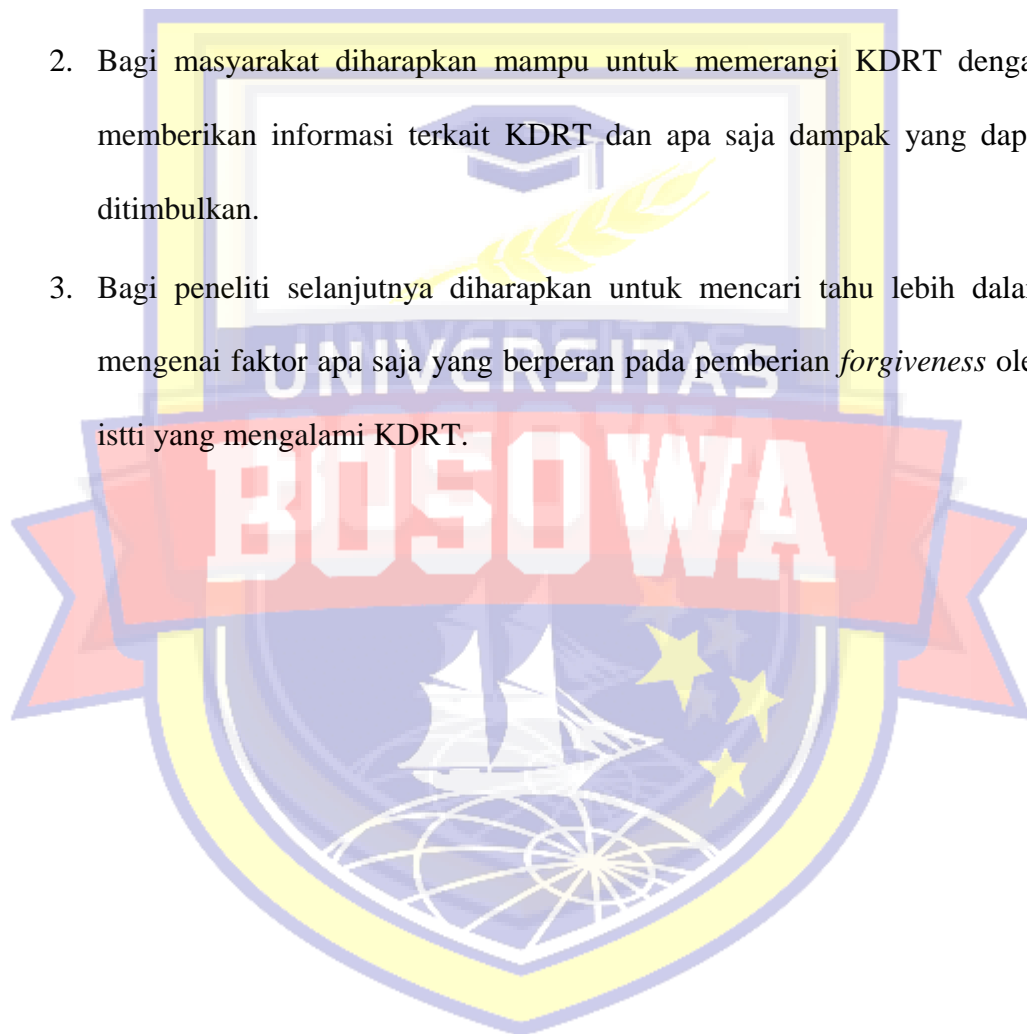 2. Bagi masyarakat diharapkan mampu untuk memerangi KDRT denga
memberikan informasi terkait KDRT dan apa saja dampak yang dap
ditimbulkan.
3. Bagi peneliti selanjutnya diharapkan untuk mencari tahu lebih dala
mengenai faktor apa saja yang berperan pada pemberian forgiveness ole
istti yang mengalami KDRT.
UNIVERSITAS
BOSOWA